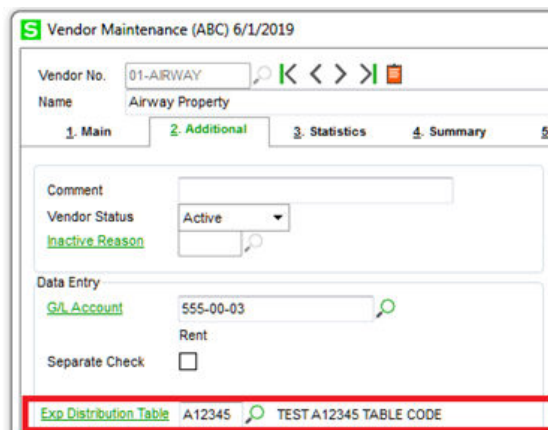 S Vendor Maintenance (ABC) 6/1/2019
Vendor No. 01-AIRWAY
Name Airway Property
1. Main 2. Additional 3. Statistics 4. Summary 5
Comment
Vendor Status Active
Inactive Reason
Data Entry
G/L Account 555-00-03
Rent
Separate Check
Exp Distribution Table A12345 TEST A12345 TABLE CODE